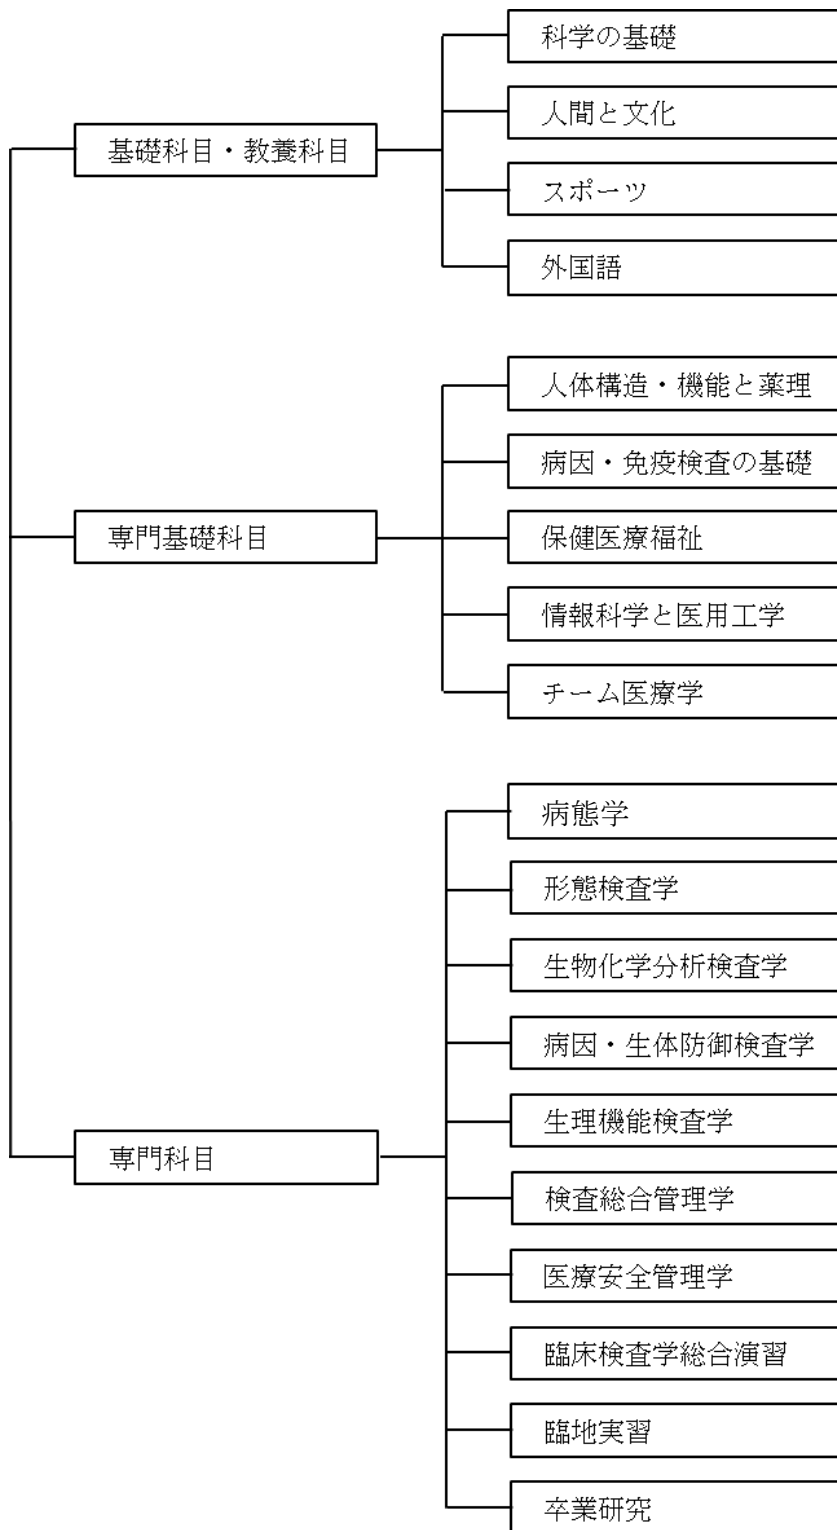 基礎科目・教養科目
科学の基礎
人間と文化
スポーツ
外国語
専門基礎科目
人体構造・機能と薬理
病因・免疫検査の基礎
保健医療福祉
情報科学と医用工学
チーム医療学
専門科目
病態学
形態検査学
生物化学分析検査学
病因・生体防御検査学
生理機能検査学
検査総合管理学
医療安全管理学
臨床検査学総合演習
臨地実習
卒業研究